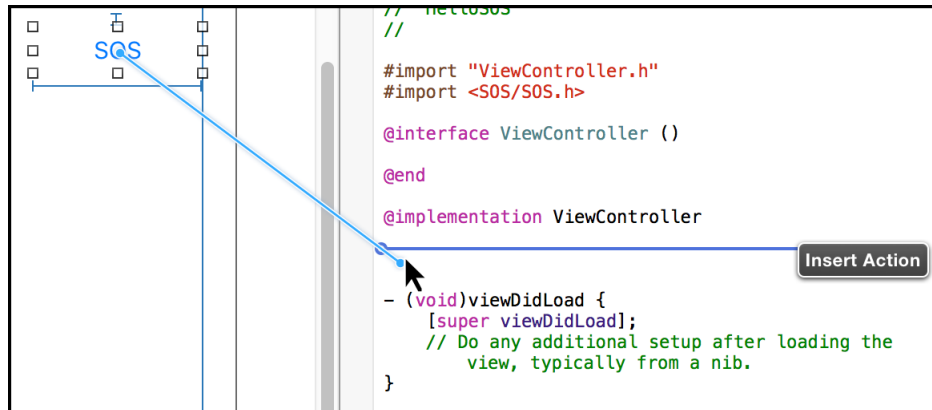 SOS
// HelloSOS
//
#import "ViewController.h"
#import <SOS/SOS.h>
@interface ViewController ()
@end
@implementation ViewController
Insert Action
- (void)viewDidLoad {
[super viewDidLoad];
// Do any additional setup after loading the
view, typically from a nib.
}